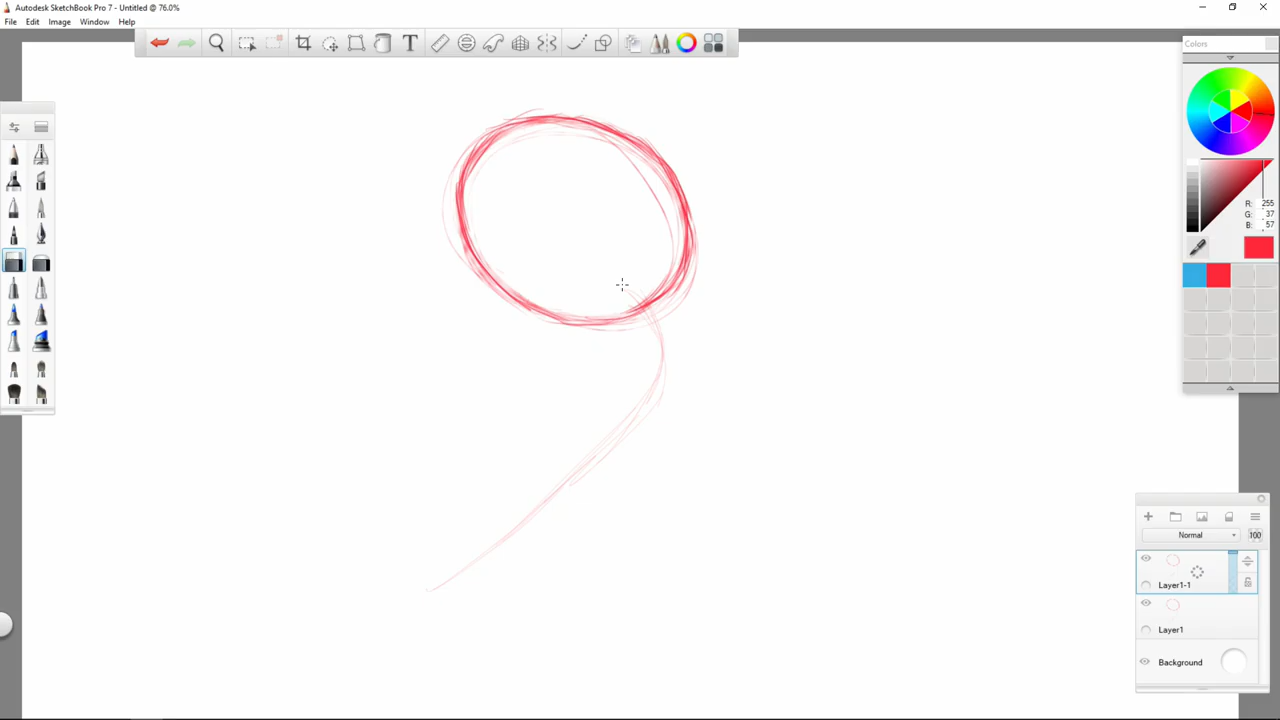 Autodesk SketchBook Pro 7 - Untitled @ 76.0%
File Edit Image Window Help
T
Colors
R: 255
G: 37
B: 57
Normal 100
Layer1-1
Layer1
Background